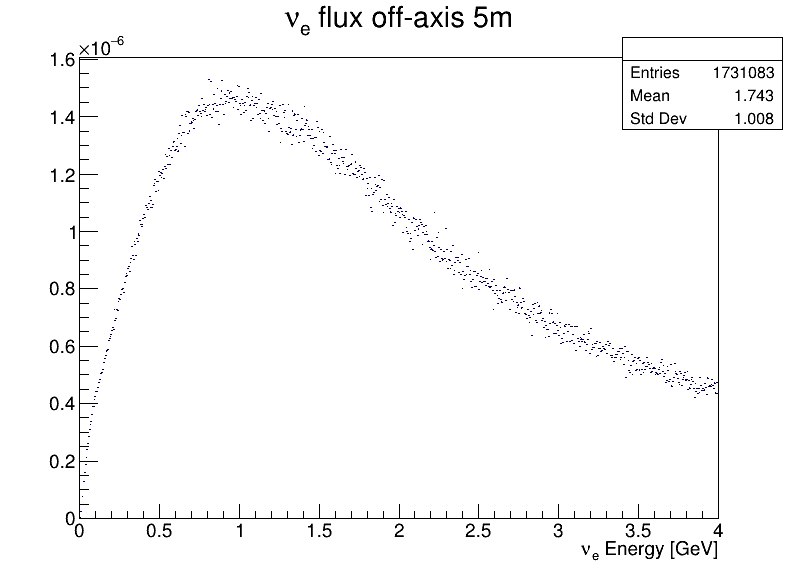 νe flux off-axis 5m
×10−6
Entries 1731083
Mean 1.743
Std Dev 1.008
1.6
1.4
1.2
1
0.8
0.6
0.4
0.2
0
0 0.5 1 1.5 2 2.5 3 3.5 4
νe Energy [GeV]